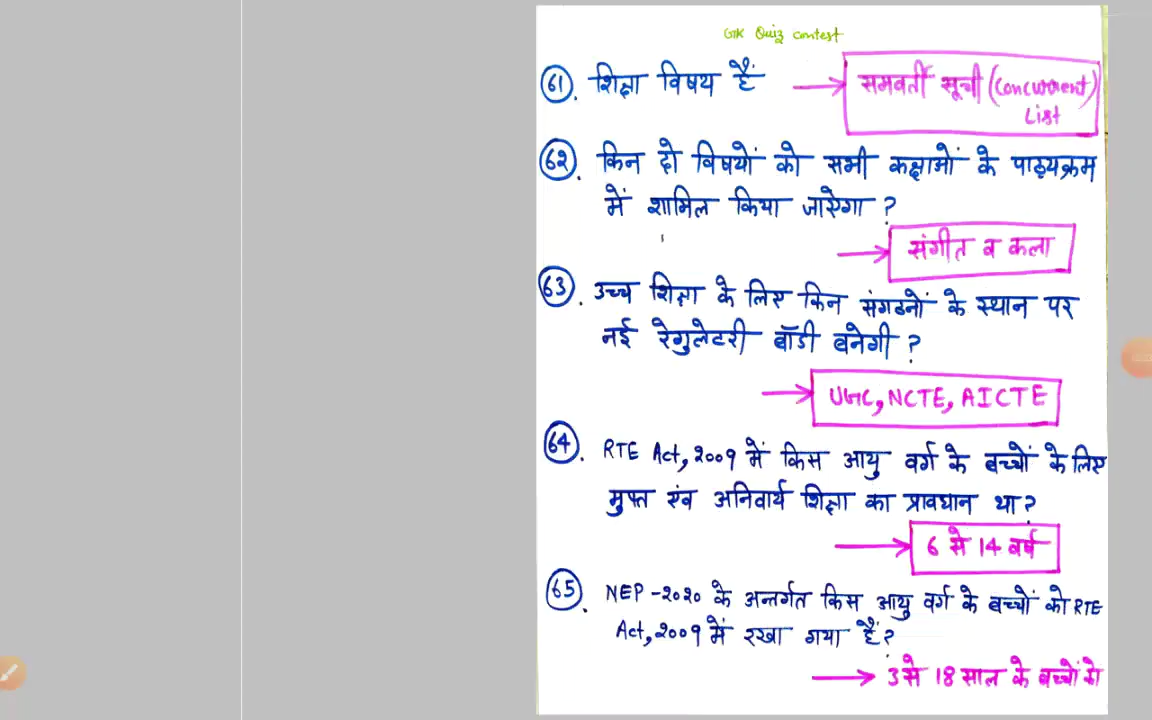 GK Quiz contest
61. शिक्षा विषय हैं → समवर्ती सूची (Concurrent)
List
62. किन दो विषयों को सभी कक्षाओं के पाठ्यक्रम
में शामिल किया जाऐगा ?
→ संगीत व कला
63. उच्च शिक्षा के लिए किन संगठनों के स्थान पर
नई रेगुलेटरी बॉडी बनेगी ?
→ UGC, NCTE, AICTE
64. RTE Act, 2009 में किस आयु वर्ग के बच्चों के लिए
मुफ्त एंव अनिवार्य शिक्षा का प्रावधान था ?
→ 6 से 14 वर्ष
65. NEP -2020 के अन्तर्गत किस आयु वर्ग के बच्चों को RTE
Act, 2009 में रखा गया हैं ?
→ 3 से 18 साल के बच्चों को